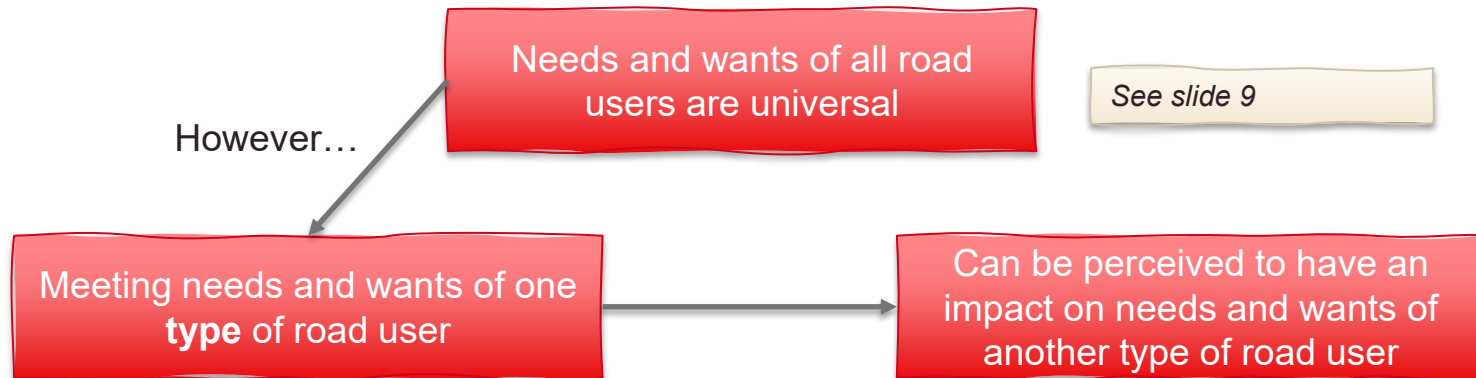 Needs and wants of all road
users are universal
See slide 9
However…
Meeting needs and wants of one
type of road user
Can be perceived to have an
impact on needs and wants of
another type of road user